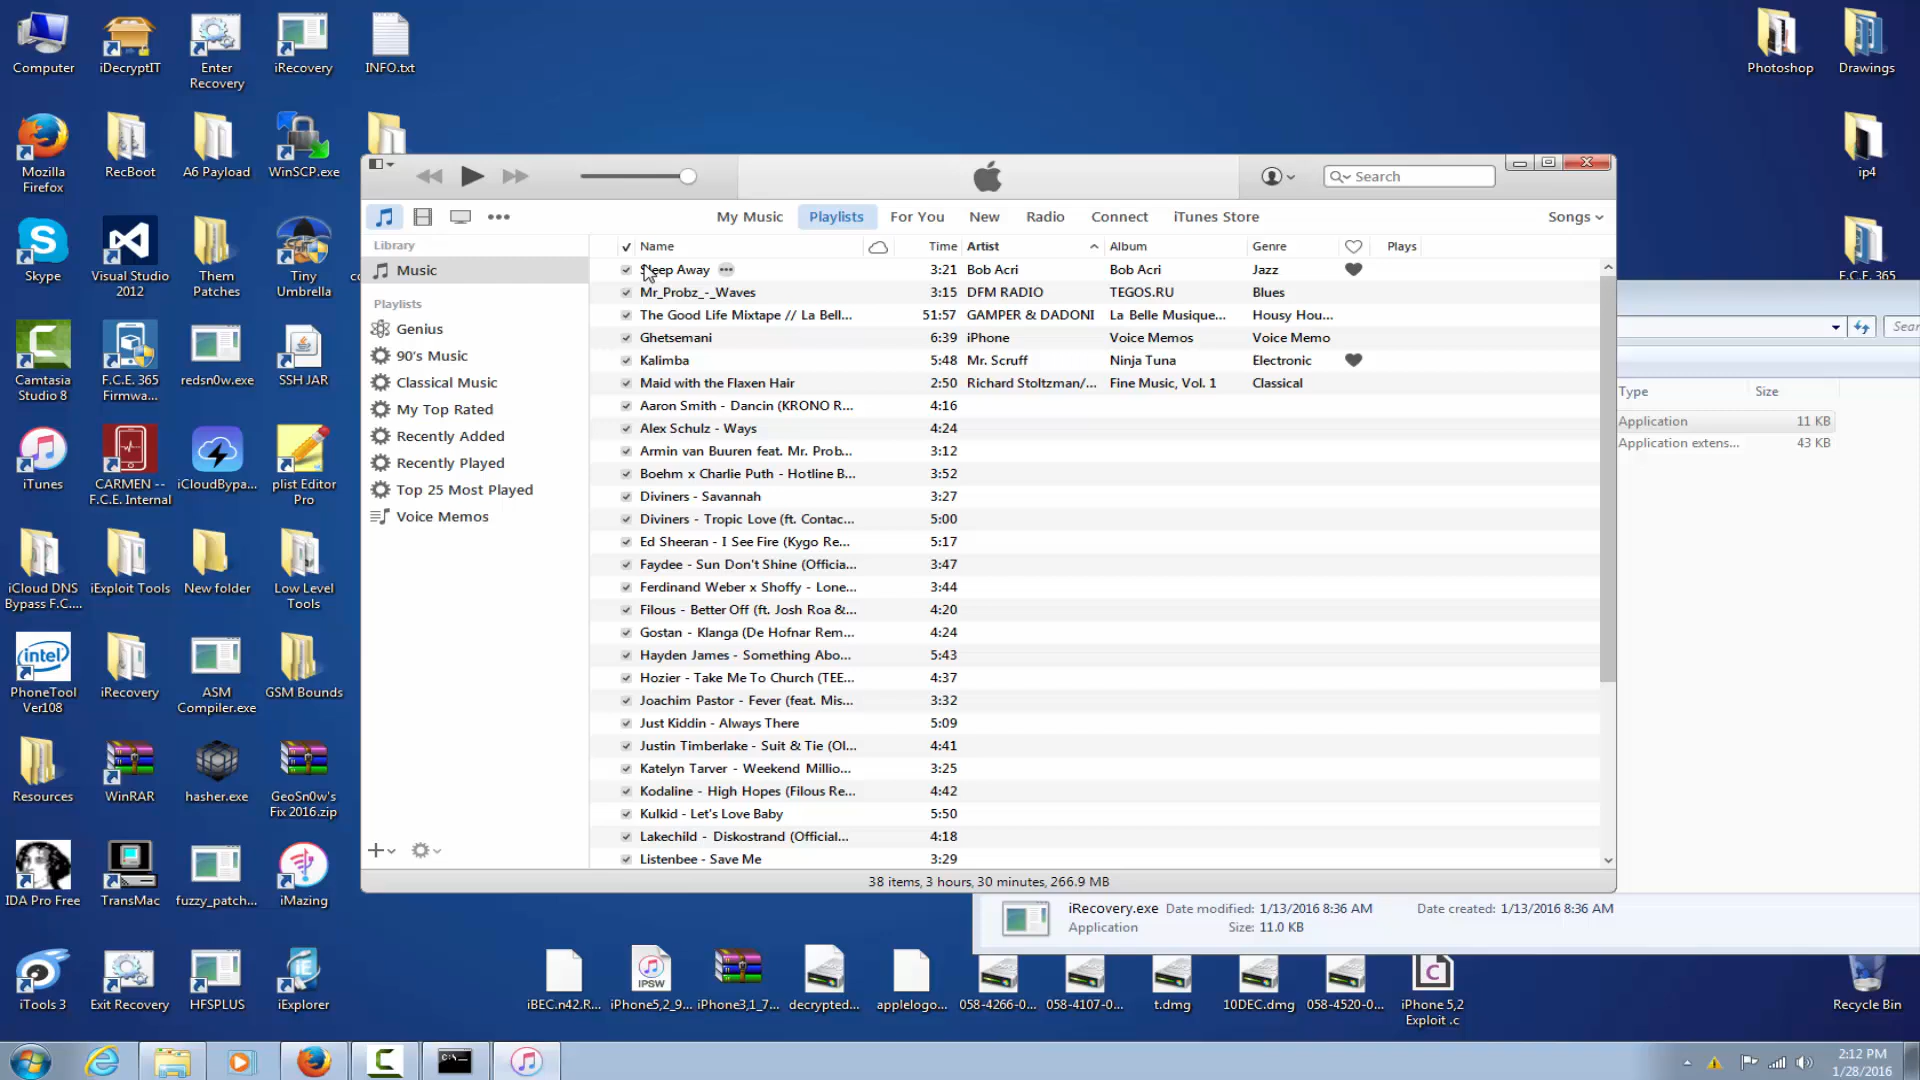 Computer
iDecryptIT
Enter
Recovery
iRecovery
INFO.txt
Photoshop
Drawings
Mozilla
Firefox
RecBoot
A6 Payload
WinSCP.exe
ip4
Skype
Visual Studio
2012
Them
Patches
Tiny
Umbrella
F.C.E. 365
Camtasia
Studio 8
F.C.E. 365
Firmwa...
redsn0w.exe
SSH JAR
iTunes
CARMEN --
F.C.E. Internal
iCloudBypa...
plist Editor
Pro
iCloud DNS
Bypass F.C....
iExploit Tools
New folder
Low Level
Tools
intel
PhoneTool
Ver108
iRecovery
ASM
Compiler.exe
GSM Bounds
Resources
WinRAR
hasher.exe
GeoSn0w's
Fix 2016.zip
IDA Pro Free
TransMac
fuzzy_patch...
iMazing
iTools 3
Exit Recovery
HFSPLUS
iExplorer
Search
My Music
Playlists
For You
New
Radio
Connect
iTunes Store
Songs
Library
Music
Playlists
Genius
90's Music
Classical Music
My Top Rated
Recently Added
Recently Played
Top 25 Most Played
Voice Memos
Name Time Artist Album Genre Plays
Sleep Away 3:21 Bob Acri Bob Acri Jazz
Mr_Probz_-_Waves 3:15 DFM RADIO TEGOS.RU Blues
The Good Life Mixtape // La Bell... 51:57 GAMPER & DADONI La Belle Musique... Housy Hou...
Ghetsemani 6:39 iPhone Voice Memos Voice Memo
Kalimba 5:48 Mr. Scruff Ninja Tuna Electronic
Maid with the Flaxen Hair 2:50 Richard Stoltzman/... Fine Music, Vol. 1 Classical
Aaron Smith - Dancin (KRONO R... 4:16
Alex Schulz - Ways 4:24
Armin van Buuren feat. Mr. Prob... 3:12
Boehm x Charlie Puth - Hotline B... 3:52
Diviners - Savannah 3:27
Diviners - Tropic Love (ft. Contac... 5:00
Ed Sheeran - I See Fire (Kygo Re... 5:17
Faydee - Sun Don't Shine (Officia... 3:47
Ferdinand Weber x Shoffy - Lone... 3:44
Filous - Better Off (ft. Josh Roa &... 4:20
Gostan - Klanga (De Hofnar Rem... 4:24
Hayden James - Something Abo... 5:43
Hozier - Take Me To Church (TEE... 4:37
Joachim Pastor - Fever (feat. Mis... 3:32
Just Kiddin - Always There 5:09
Justin Timberlake - Suit & Tie (Ol... 4:41
Katelyn Tarver - Weekend Millio... 3:25
Kodaline - High Hopes (Filous Re... 4:42
Kulkid - Let's Love Baby 5:50
Lakechild - Diskostrand (Official... 4:18
Listenbee - Save Me 3:29
38 items, 3 hours, 30 minutes, 266.9 MB
Sear
Type Size
Application 11 KB
Application extens... 43 KB
iRecovery.exe Date modified: 1/13/2016 8:36 AM Date created: 1/13/2016 8:36 AM
Application Size: 11.0 KB
IPSW
C
iBEC.n42.R...
iPhone5,2_9...
iPhone3,1_7...
decrypted...
applelogo...
058-4266-0...
058-4107-0...
t.dmg
10DEC.dmg
058-4520-0...
iPhone 5,2
Exploit .c
Recycle Bin
2:12 PM
1/28/2016